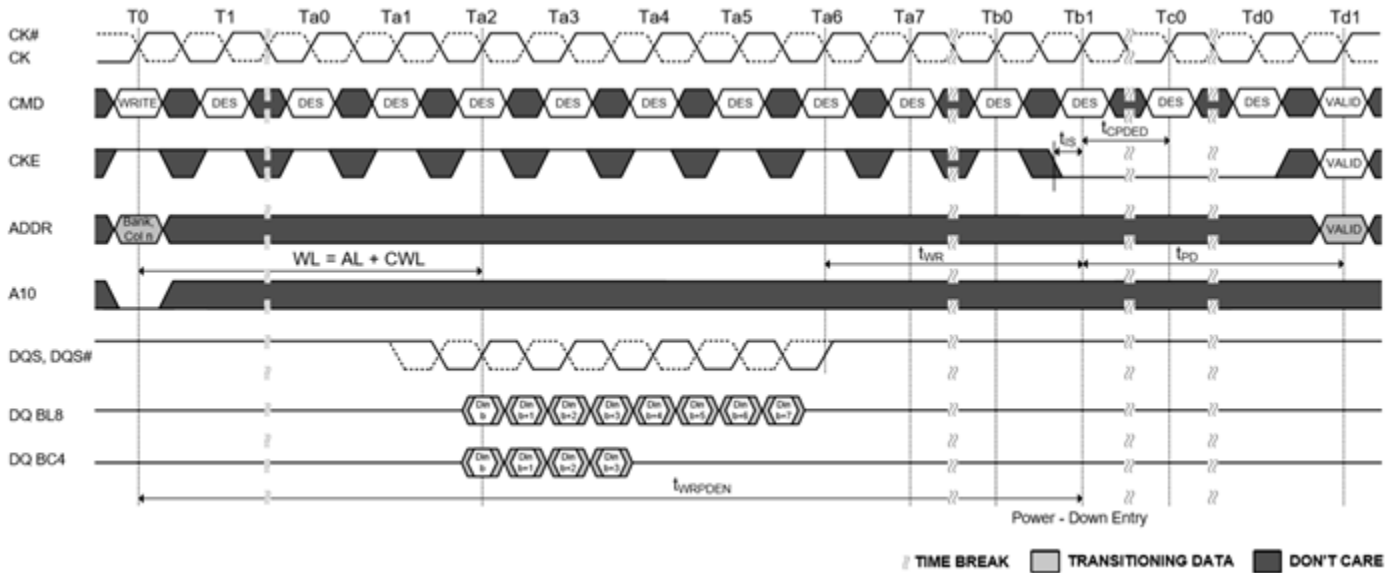 T0 T1 Ta0 Ta1 Ta2 Ta3 Ta4 Ta5 Ta6 Ta7 Tb0 Tb1 Tc0 Tc0 Td0 Td1
CK#
CK
CMD WRITE DES DES DES DES DES DES DES DES DES DES DES DES DES VALID
tIS tCPDED
CKE VALID
ADDR Bank, Col n VALID
WL = AL + CWL tWR tPD
A10
DQS, DQS#
DQ BL8 Din b Din b+1 Din b+2 Din b+3 Din b+4 Din b+5 Din b+6 Din b+7
DQ BC4 Din b Din b+1 Din b+2 Din b+3
tWRPDEN
Power - Down Entry
TIME BREAK TRANSITIONING DATA DON'T CARE